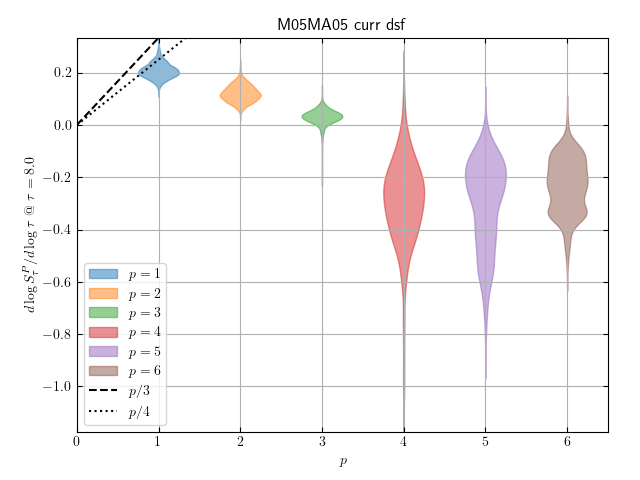 M05MA05 curr dsf
d log S_τ^P / d log τ @ τ = 8.0
0.2
0.0
−0.2
−0.4
−0.6
−0.8
−1.0
p = 1
p = 2
p = 3
p = 4
p = 5
p = 6
p/3
p/4
0 1 2 3 4 5 6
p